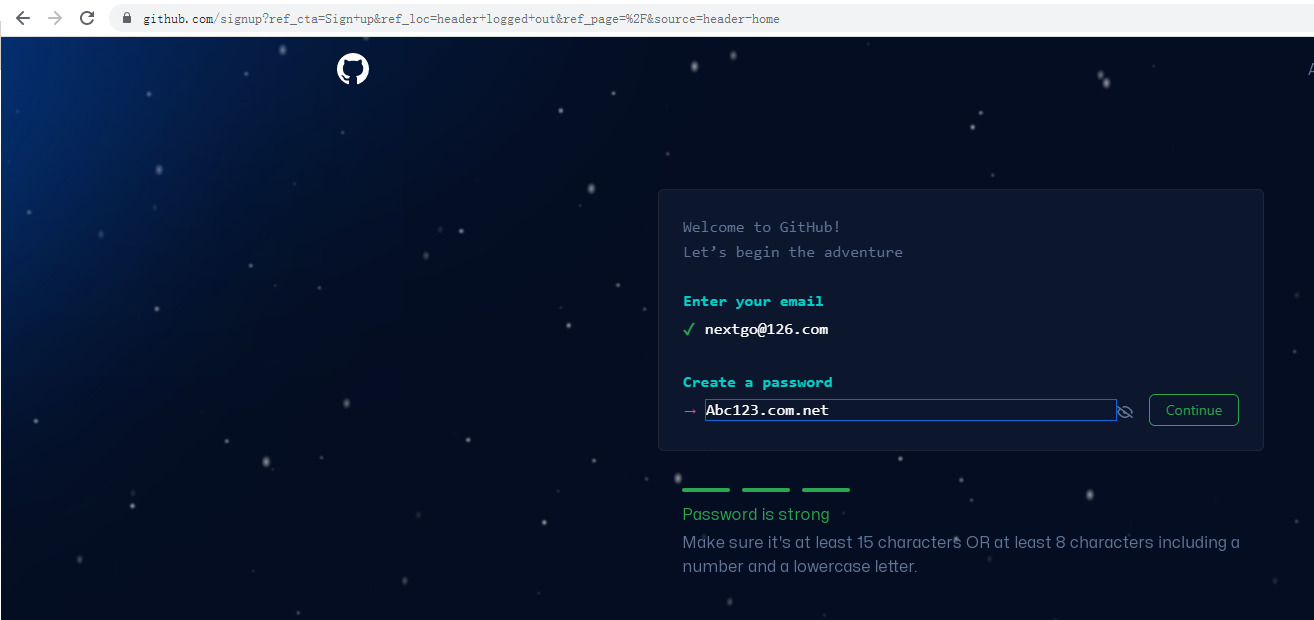 github.com/signup?ref_cta=Sign+up&ref_loc=header+logged+out&ref_page=%2F&source=header-home
Welcome to GitHub!
Let’s begin the adventure
Enter your email
✓ nextgo@126.com
Create a password
→ Abc123.com.net
Continue
Password is strong
Make sure it's at least 15 characters OR at least 8 characters including a
number and a lowercase letter.